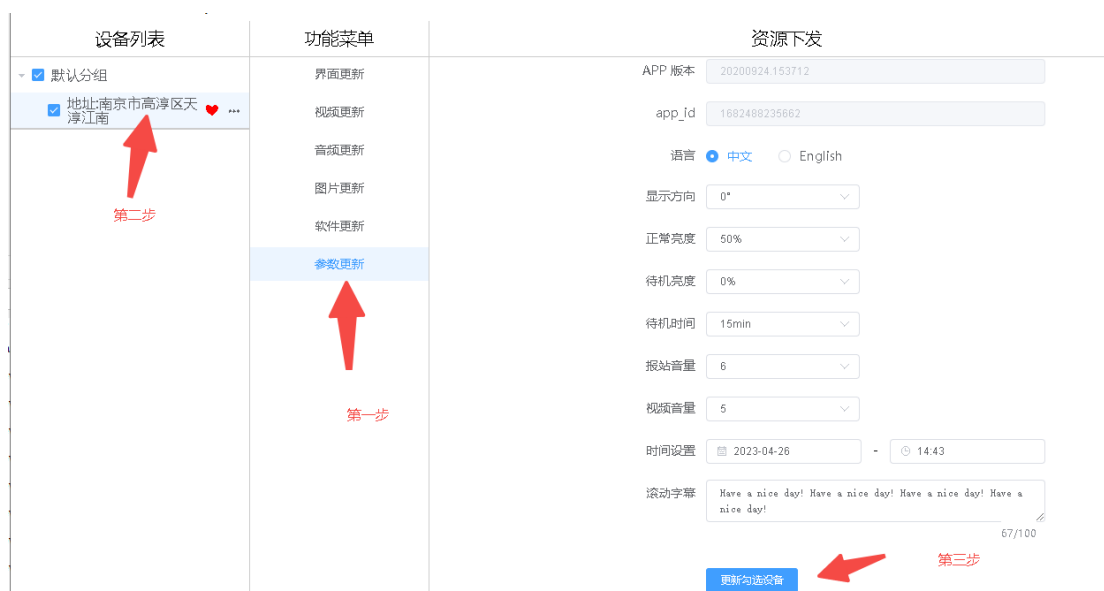 设备列表
功能菜单
资源下发
默认分组
地址:南京市高淳区天
淳江南
第二步
界面更新
视频更新
音频更新
图片更新
软件更新
参数更新
第一步
APP 版本 20200924.153712
app_id 1682488235662
语言 中文 English
显示方向 0°
正常亮度 50%
待机亮度 0%
待机时间 15min
报站音量 6
视频音量 5
时间设置 2023-04-26 - 14:43
滚动字幕 Have a nice day! Have a nice day! Have a nice day! Have a
nice day!
67/100
第三步
更新勾选设备